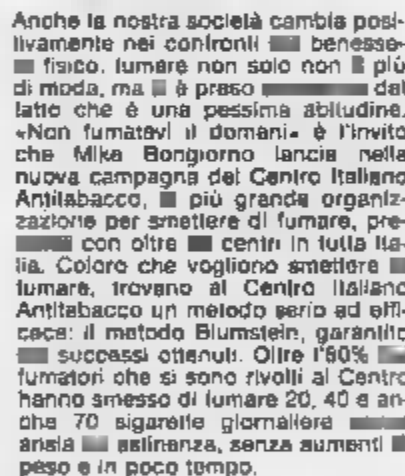 Anche la nostra società cambia posi-
tivamente nei confronti benesse-
fisico. fumare non solo non più
di moda, ma è preso dal
fatto che è una pessima abitudine.
«Non fumatevi il domani» è l'invito
che Mike Bongiorno lancia nella
nuova campagna del Centro Italiano
Antitabacco, più grande organiz-
zazione per smettere di fumare, pre-
con oltre centri in tutta Ita-
lia. Coloro che vogliono smettere
fumare, trovano al Centro Italiano
Antitabacco un metodo serio ed effi-
cace: il metodo Blumstein, garantito
successi ottenuti. Oltre l'80%
fumatori che si sono rivolti al Centro
hanno smesso di fumare 20, 40 e an-
che 70 sigarette giornaliere
ansia astinenza, senza aumenti
peso e in poco tempo.